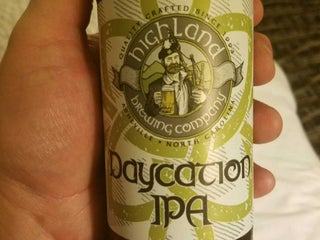 QUALITY CRAFTED SINCE 1994
HIGHLAND
BREWING COMPANY
ASHEVILLE • NORTH CAROLINA
Daycation
IPA